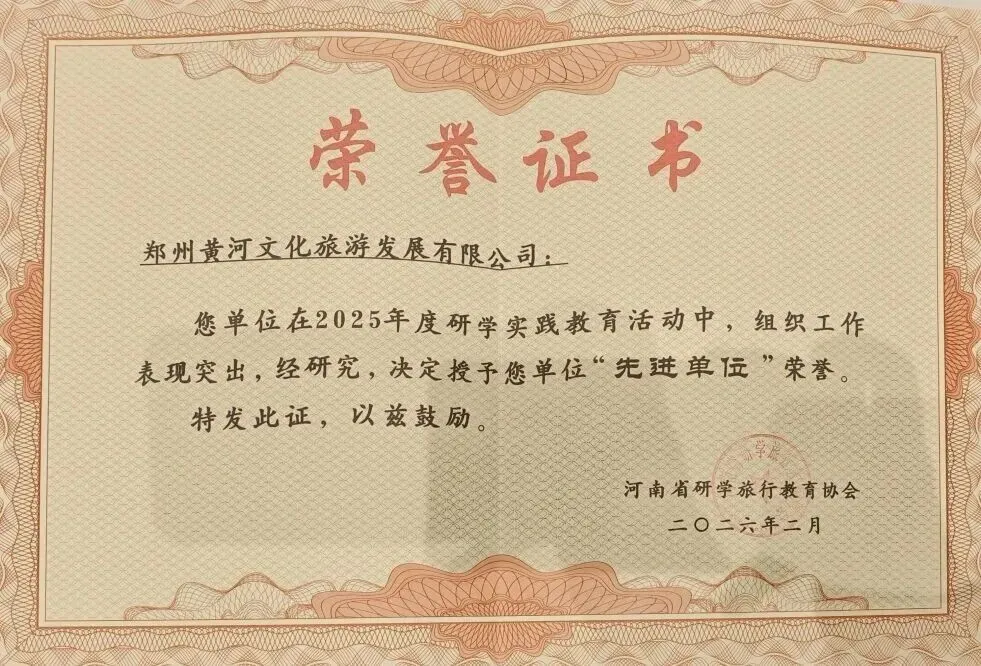 荣誉证书
郑州黄河文化旅游发展有限公司：
您单位在2025年度研学实践教育活动中，组织工作
表现突出，经研究，决定授予您单位“先进单位”荣誉。
特发此证，以兹鼓励。
河南省研学旅行教育协会
二〇二六年二月